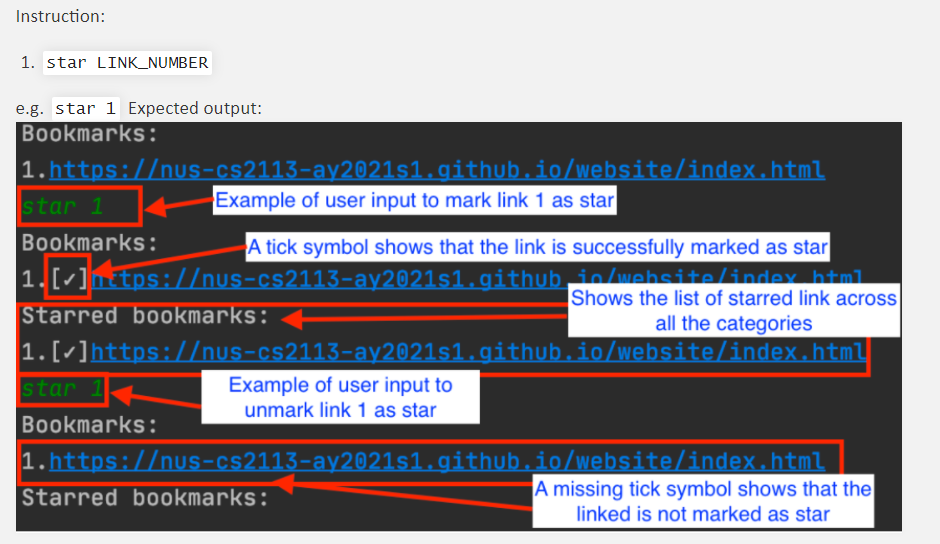 Instruction:
1. star LINK_NUMBER
e.g. star 1 Expected output:
Bookmarks:
1.https://nus-cs2113-ay2021s1.github.io/website/index.html
star 1
Example of user input to mark link 1 as star
Bookmarks:
A tick symbol shows that the link is successfully marked as star
1.[✓]https://nus-cs2113-ay2021s1.github.io/website/index.html
Shows the list of starred link across
all the categories
Starred bookmarks:
1.[✓]https://nus-cs2113-ay2021s1.github.io/website/index.html
star 1
Example of user input to
unmark link 1 as star
Bookmarks:
1.https://nus-cs2113-ay2021s1.github.io/website/index.html
A missing tick symbol shows that the
linked is not marked as star
Starred bookmarks: